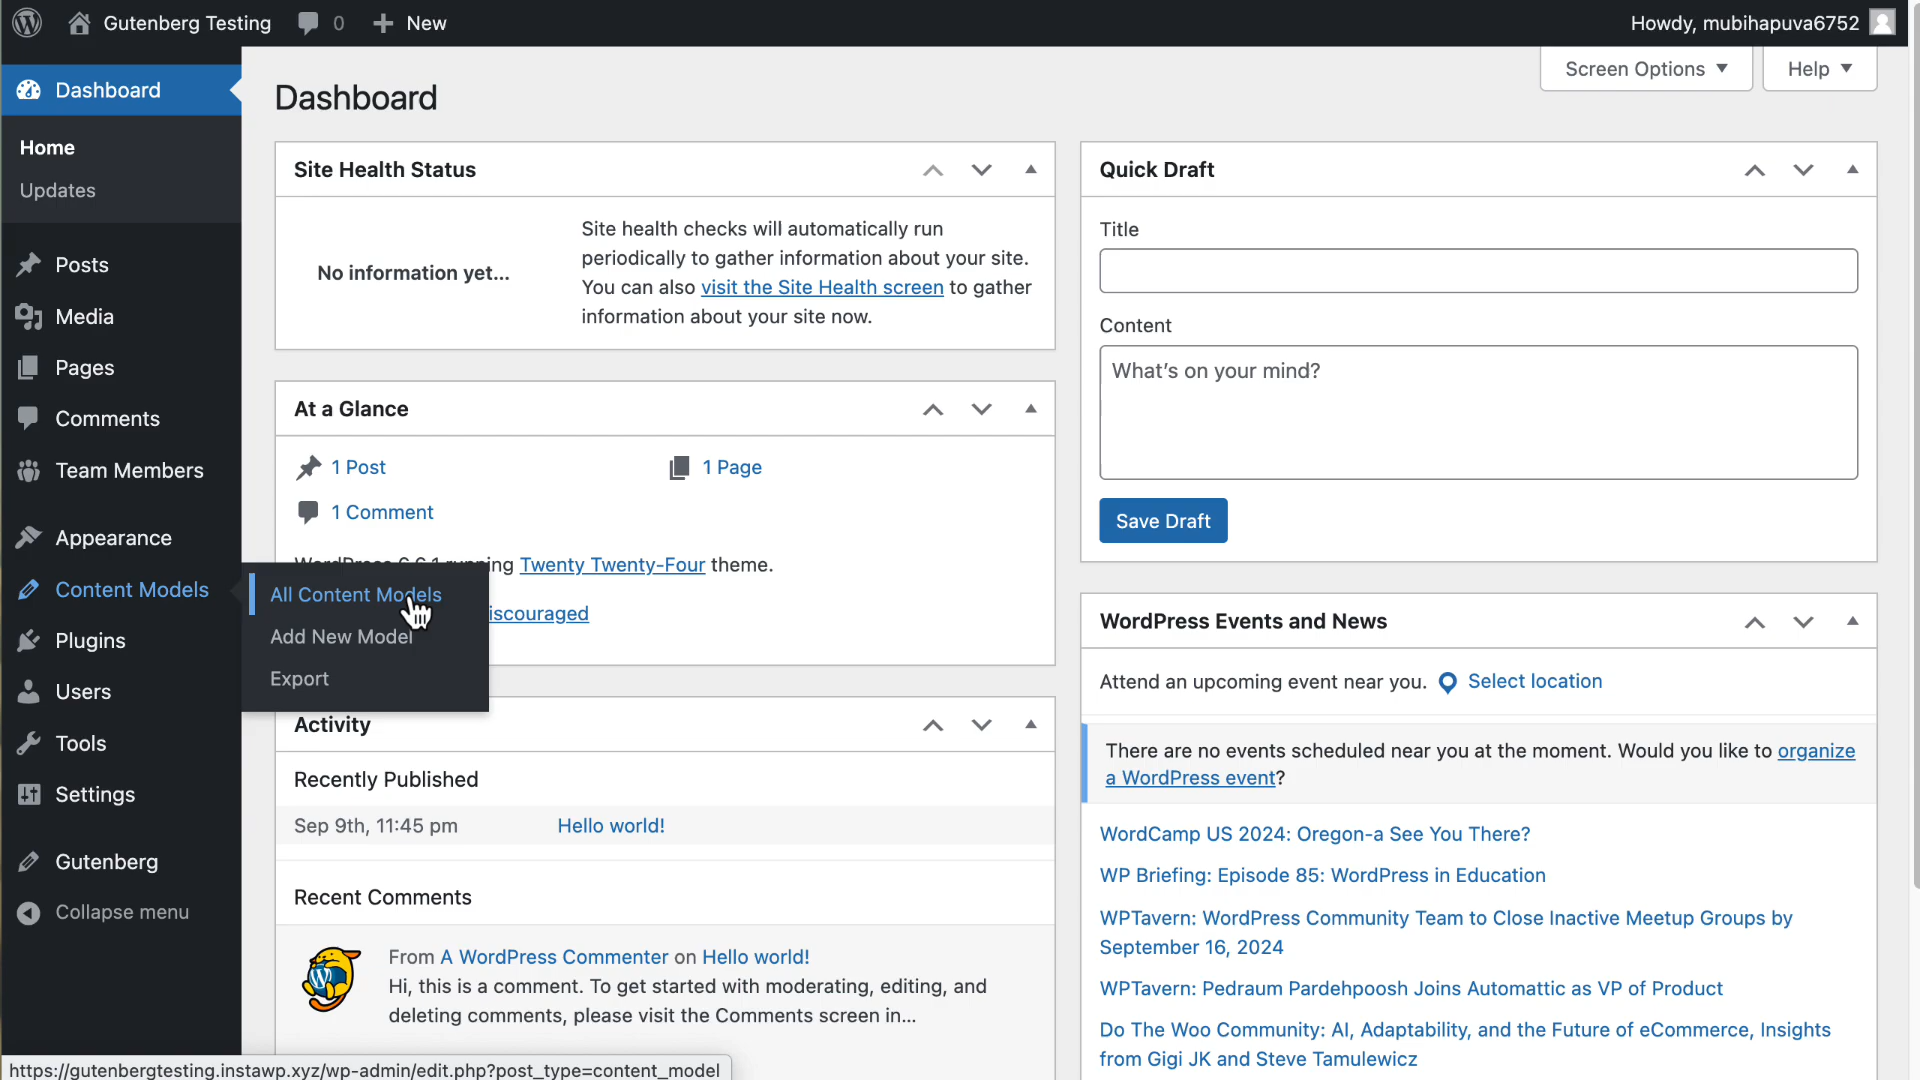 Gutenberg Testing
0
New
Howdy, mubihapuva6752
Screen Options
Help
Dashboard
Home
Updates
Posts
Media
Pages
Comments
Team Members
Appearance
Content Models
Plugins
Users
Tools
Settings
Gutenberg
Collapse menu
All Content Models
Add New Model
Export
Dashboard
Site Health Status
No information yet...
Site health checks will automatically run
periodically to gather information about your site.
You can also visit the Site Health screen to gather
information about your site now.
At a Glance
1 Post
1 Page
1 Comment
WordPress 6.6.1 running Twenty Twenty-Four theme.
iscouraged
Activity
Recently Published
Sep 9th, 11:45 pm
Hello world!
Recent Comments
From A WordPress Commenter on Hello world!
Hi, this is a comment. To get started with moderating, editing, and
deleting comments, please visit the Comments screen in...
Quick Draft
Title
Content
What's on your mind?
Save Draft
WordPress Events and News
Attend an upcoming event near you.
Select location
There are no events scheduled near you at the moment. Would you like to organize
a WordPress event?
WordCamp US 2024: Oregon-a See You There?
WP Briefing: Episode 85: WordPress in Education
WPTavern: WordPress Community Team to Close Inactive Meetup Groups by
September 16, 2024
WPTavern: Pedraum Pardehpoosh Joins Automattic as VP of Product
Do The Woo Community: AI, Adaptability, and the Future of eCommerce, Insights
from Gigi JK and Steve Tamulewicz
https://gutenbergtesting.instawp.xyz/wp-admin/edit.php?post_type=content_model